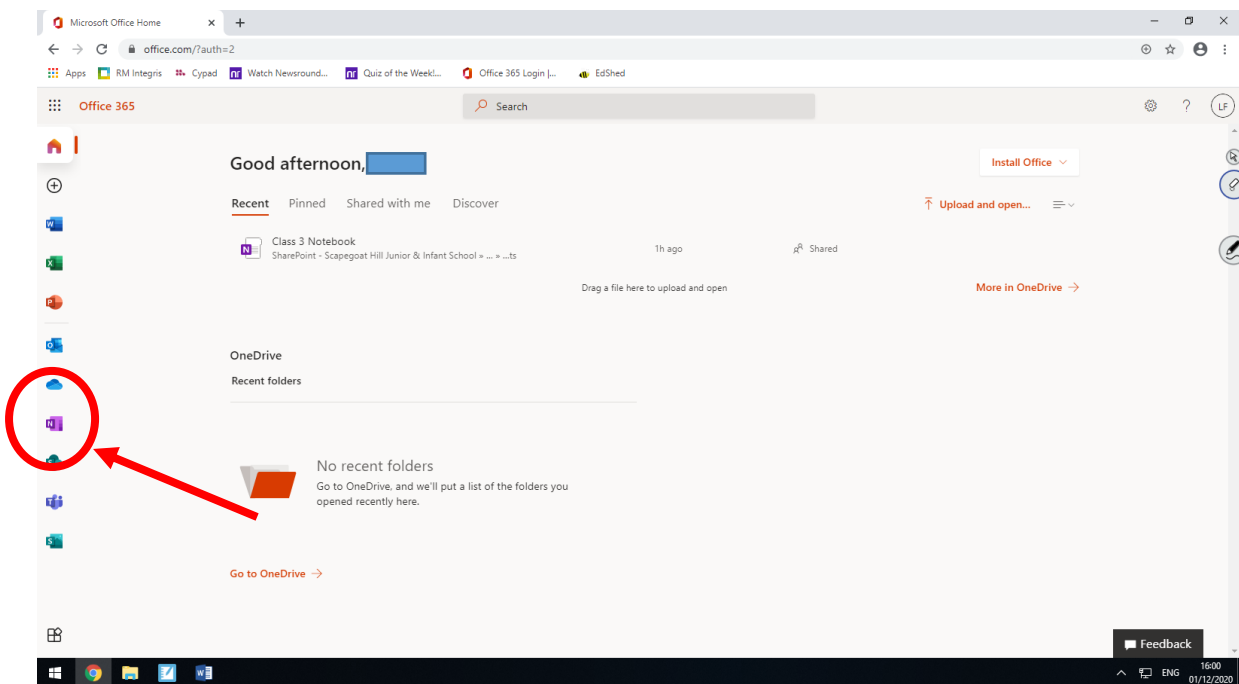 Microsoft Office Home
office.com/?auth=2
Apps RM Integris Cypad Watch Newsround... Quiz of the Week!... Office 365 Login |... EdShed
Office 365 Search ? LF
Good afternoon,
Install Office
Recent Pinned Shared with me Discover
Upload and open...
Class 3 Notebook
SharePoint - Scapegoat Hill Junior & Infant School » ... » ...ts
1h ago
Shared
Drag a file here to upload and open
More in OneDrive
OneDrive
Recent folders
No recent folders
Go to OneDrive, and we'll put a list of the folders you
opened recently here.
Go to OneDrive
Feedback
16:00
ENG
01/12/2020